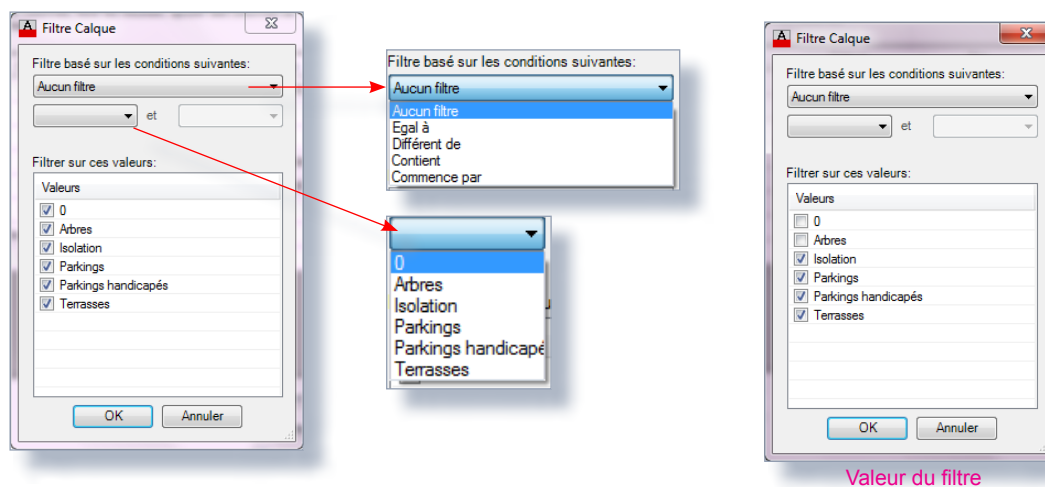 Filtre Calque
Filtre basé sur les conditions suivantes:
Aucun filtre
et
Filtrer sur ces valeurs:
Valeurs
0
Arbres
Isolation
Parkings
Parkings handicapés
Terrasses
OK Annuler
Filtre basé sur les conditions suivantes:
Aucun filtre
Aucun filtre
Egal à
Différent de
Contient
Commence par
0
Arbres
Isolation
Parkings
Parkings handicapé
Terrasses
Filtre Calque
Filtre basé sur les conditions suivantes:
Aucun filtre
et
Filtrer sur ces valeurs:
Valeurs
0
Arbres
Isolation
Parkings
Parkings handicapés
Terrasses
OK Annuler
Valeur du filtre